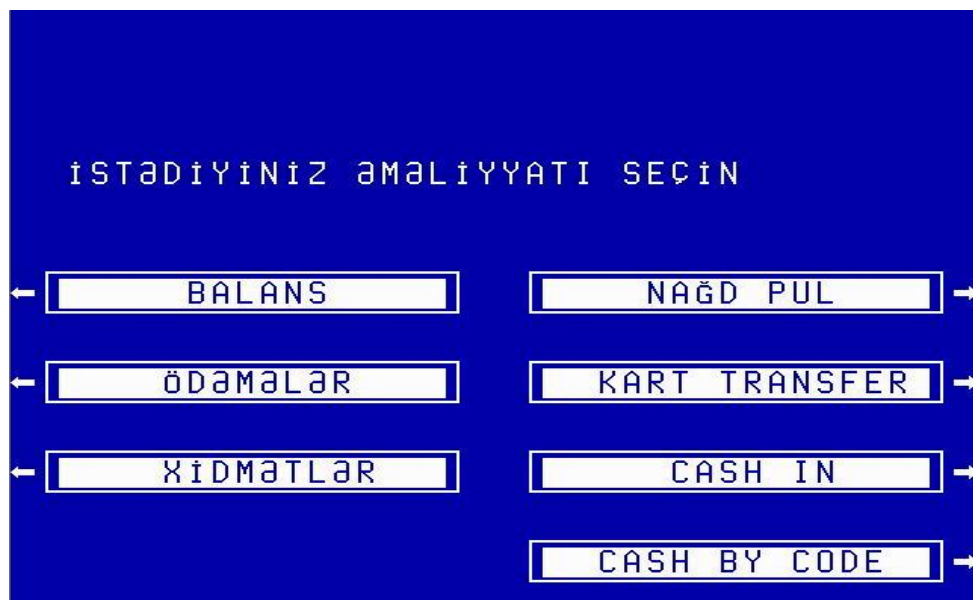 İSTƏDİYİNİZ ƏMƏLİYYATI SEÇİN
BALANS
NAĞD PUL
ÖDƏMƏLƏR
KART TRANSFER
XİDMƏTLƏR
CASH IN
CASH BY CODE